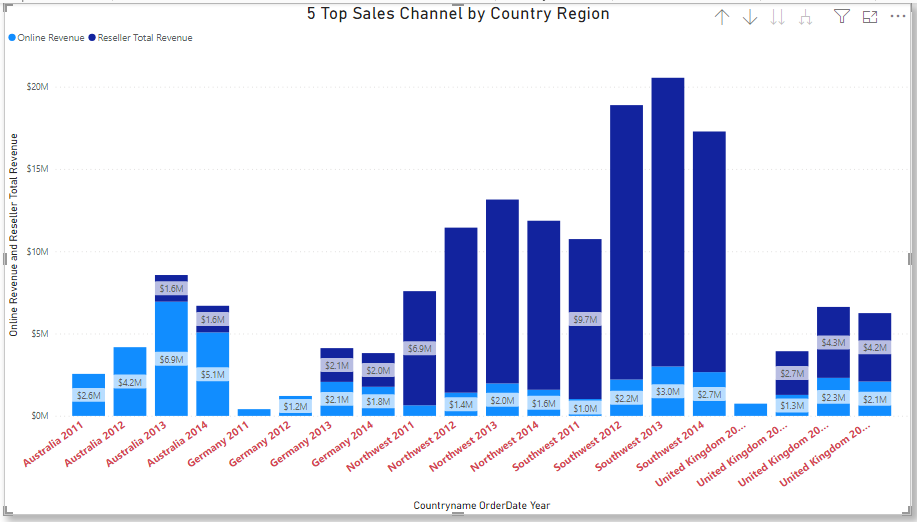 5 Top Sales Channel by Country Region
Online Revenue Reseller Total Revenue
Online Revenue and Reseller Total Revenue
$20M
$15M
$10M
$5M
$0M
$2.6M
$4.2M
$1.6M
$6.9M
$1.6M
$5.1M
$1.2M
$2.1M
$2.1M
$2.0M
$1.8M
$6.9M
$1.4M
$2.0M
$1.6M
$9.7M
$1.0M
$2.2M
$3.0M
$2.7M
$2.7M
$1.3M
$4.3M
$2.3M
$4.2M
$2.1M
Australia 2011
Australia 2012
Australia 2013
Australia 2014
Germany 2011
Germany 2012
Germany 2013
Germany 2014
Northwest 2011
Northwest 2012
Northwest 2013
Northwest 2014
Southwest 2011
Southwest 2012
Southwest 2013
Southwest 2014
United Kingdom 20...
United Kingdom 20...
United Kingdom 20...
United Kingdom 20...
Countryname OrderDate Year